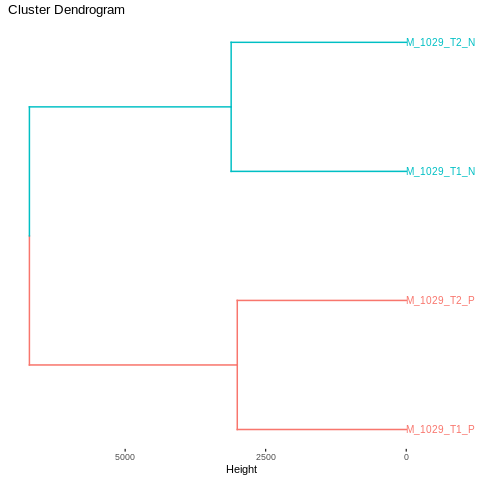 Cluster Dendrogram
M_1029_T2_N
M_1029_T1_N
M_1029_T2_P
M_1029_T1_P
5000 2500 0
Height